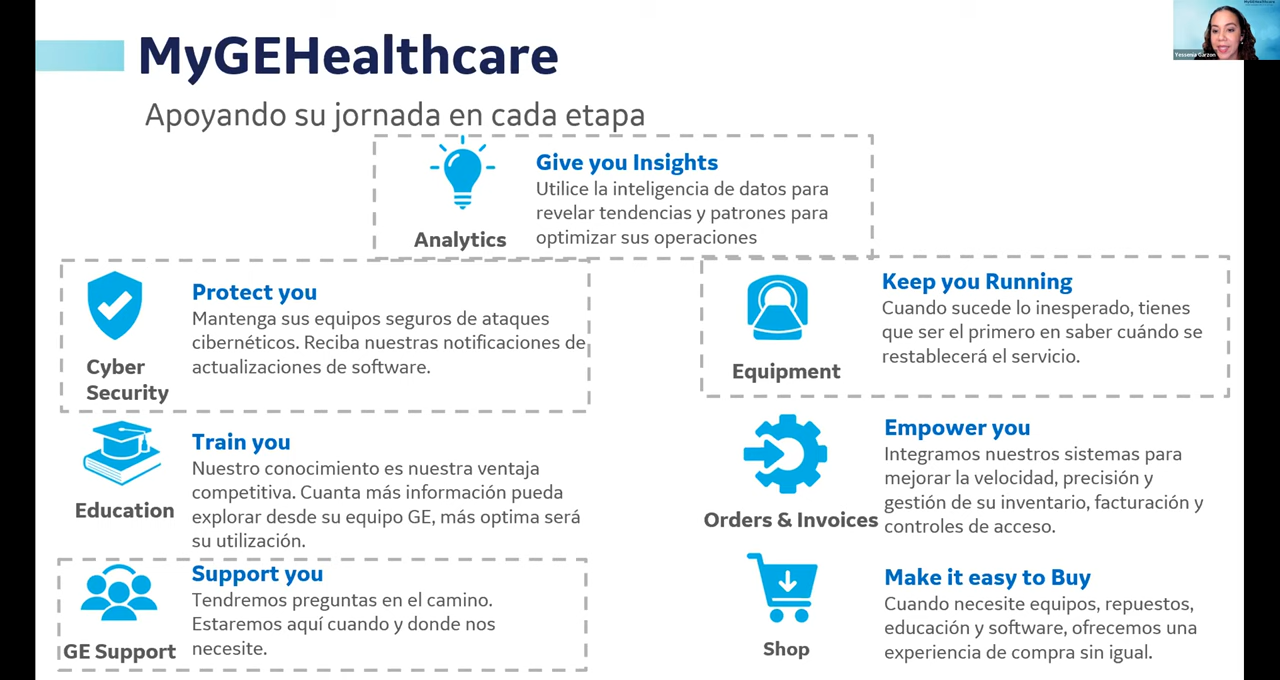 MyGEHealthcare
Apoyando su jornada en cada etapa
Give you Insights
Utilice la inteligencia de datos para
revelar tendencias y patrones para
optimizar sus operaciones
Analytics
Protect you
Mantenga sus equipos seguros de ataques
cibernéticos. Reciba nuestras notificaciones de
actualizaciones de software.
Cyber
Security
Keep you Running
Cuando sucede lo inesperado, tienes
que ser el primero en saber cuándo se
restablecerá el servicio.
Equipment
Train you
Nuestro conocimiento es nuestra ventaja
competitiva. Cuanta más información pueda
explorar desde su equipo GE, más optima será
su utilización.
Education
Empower you
Integramos nuestros sistemas para
mejorar la velocidad, precisión y
gestión de su inventario, facturación y
controles de acceso.
Orders & Invoices
Support you
Tendremos preguntas en el camino.
Estaremos aquí cuando y donde nos
necesite.
GE Support
Make it easy to Buy
Cuando necesite equipos, repuestos,
educación y software, ofrecemos una
experiencia de compra sin igual.
Shop
MyGEHealthcare
Yessenia Garzon